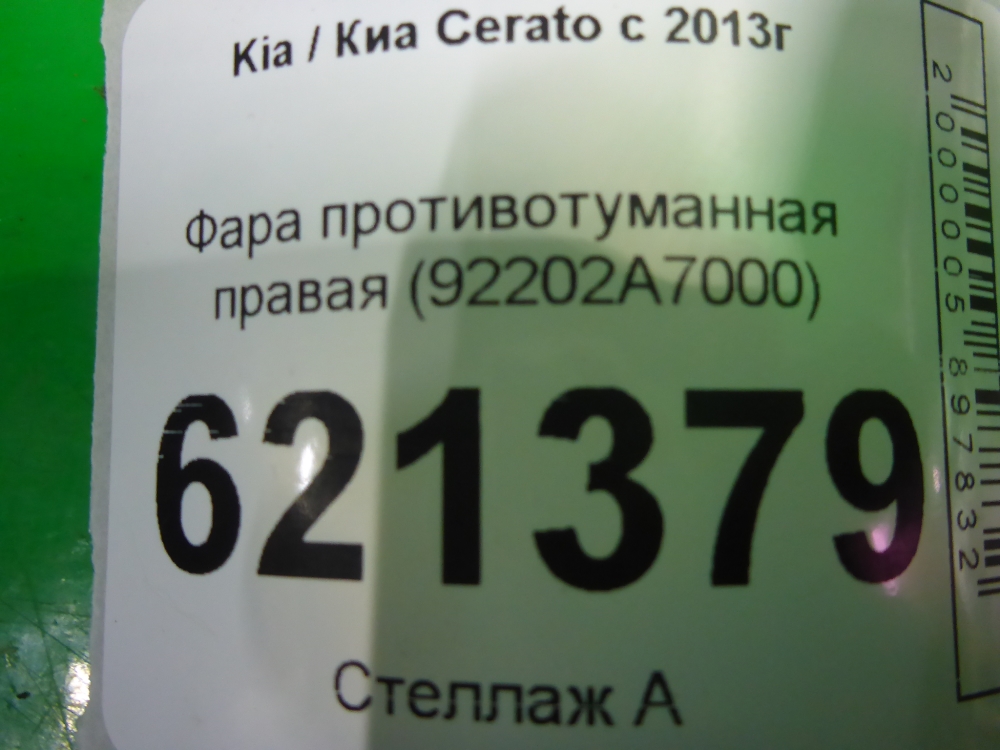 Kia / Киа Cerato с 2013г
Фара противотуманная
правая (92202A7000)
621379
Стеллаж А
2000005897832